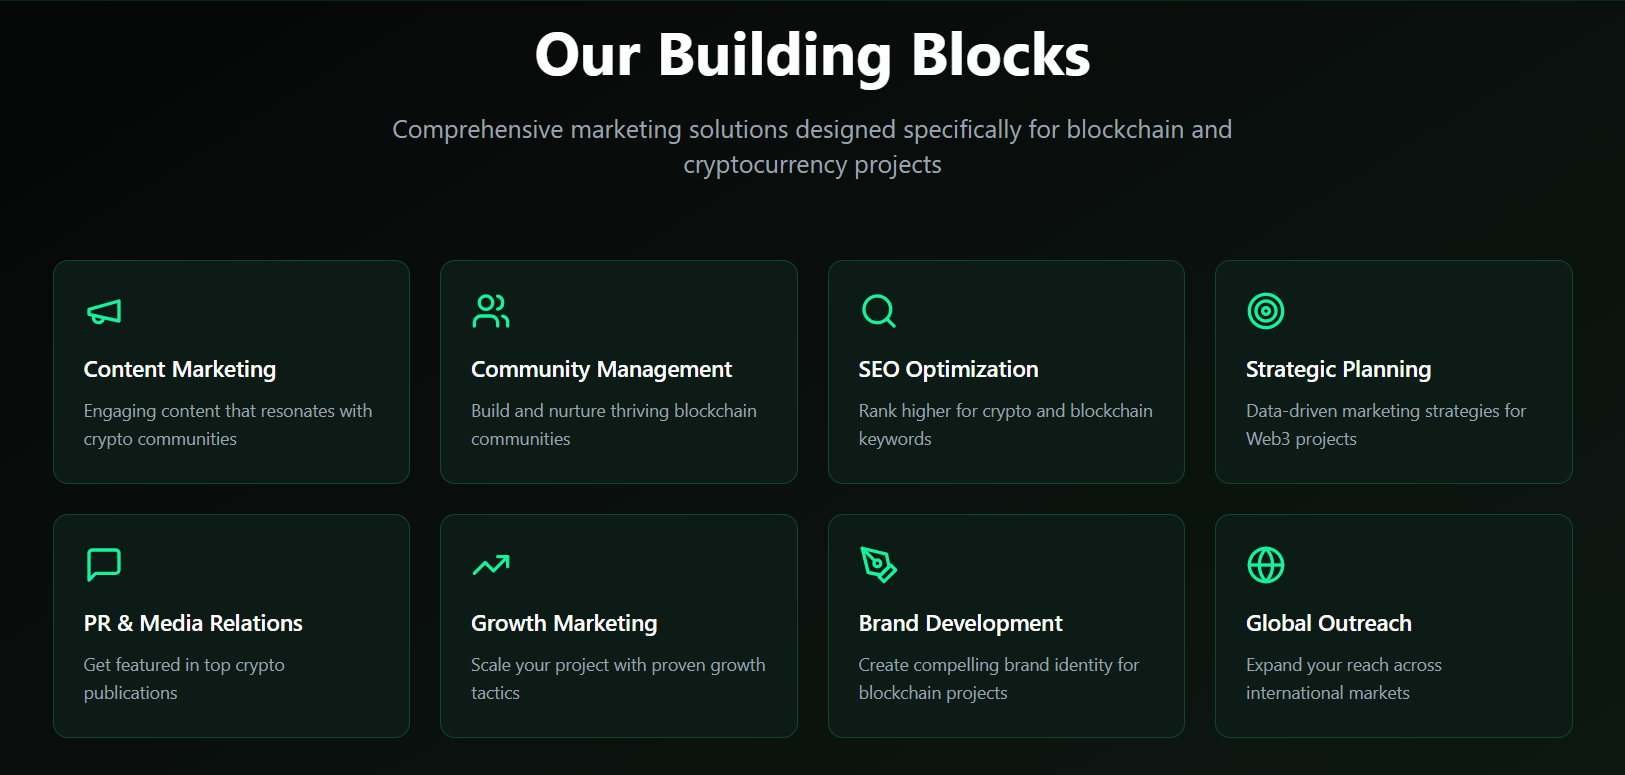 Our Building Blocks
Comprehensive marketing solutions designed specifically for blockchain and
cryptocurrency projects
Content Marketing
Engaging content that resonates with
crypto communities
Community Management
Build and nurture thriving blockchain
communities
SEO Optimization
Rank higher for crypto and blockchain
keywords
Strategic Planning
Data-driven marketing strategies for
Web3 projects
PR & Media Relations
Get featured in top crypto
publications
Growth Marketing
Scale your project with proven growth
tactics
Brand Development
Create compelling brand identity for
blockchain projects
Global Outreach
Expand your reach across
international markets